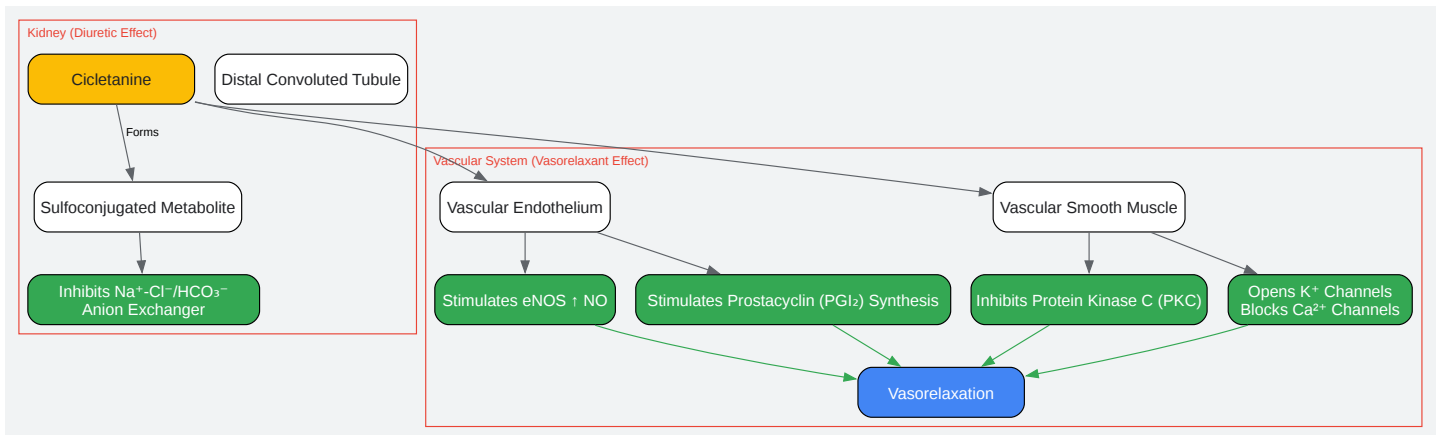 Kidney (Diuretic Effect)
Cicletanine
Distal Convoluted Tubule
Forms
Vascular System (Vasorelaxant Effect)
Sulfoconjugated Metabolite
Vascular Endothelium
Vascular Smooth Muscle
Inhibits Na⁺-Cl⁻/HCO₃⁻
Anion Exchanger
Stimulates eNOS ↑ NO
Stimulates Prostacyclin (PGI₂) Synthesis
Inhibits Protein Kinase C (PKC)
Opens K⁺ Channels
Blocks Ca²⁺ Channels
Vasorelaxation